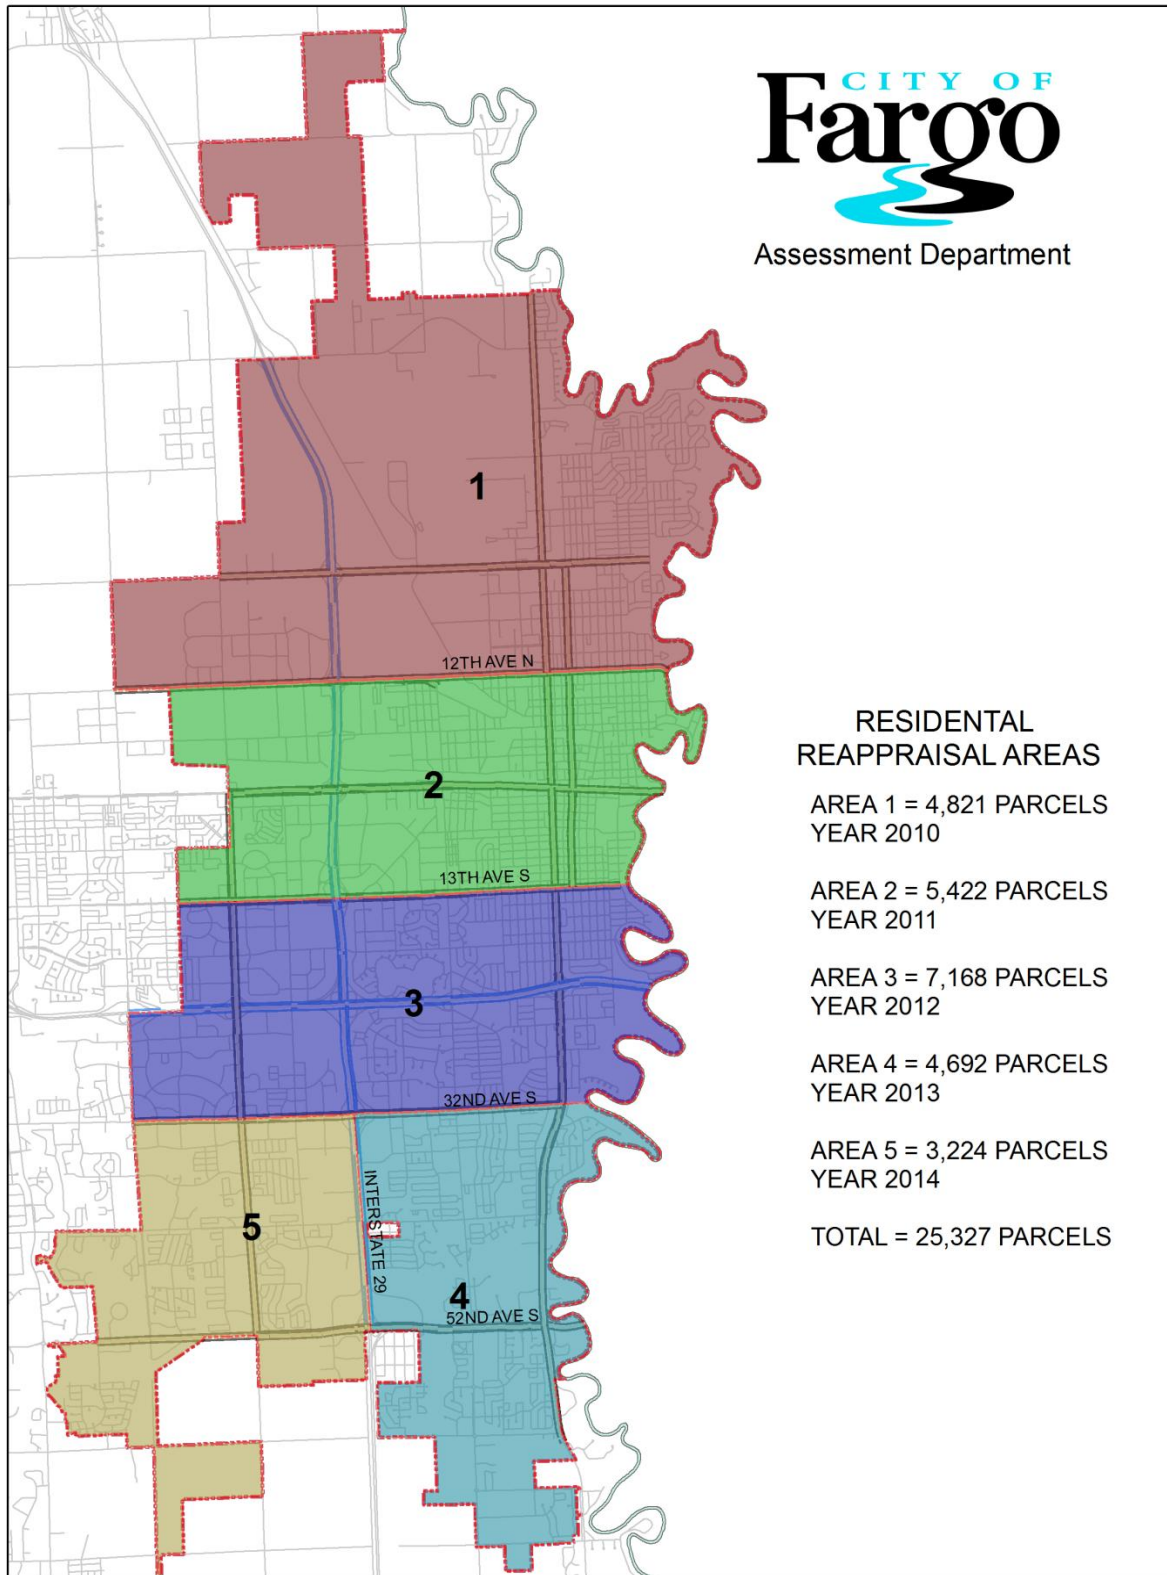 CITY OF
Fargo
Assessment Department
1
12TH AVE N
2
13TH AVE S
3
32ND AVE S
INTERSTATE 29
5
4
52ND AVE S
RESIDENTAL
REAPPRAISAL AREAS
AREA 1 = 4,821 PARCELS
YEAR 2010
AREA 2 = 5,422 PARCELS
YEAR 2011
AREA 3 = 7,168 PARCELS
YEAR 2012
AREA 4 = 4,692 PARCELS
YEAR 2013
AREA 5 = 3,224 PARCELS
YEAR 2014
TOTAL = 25,327 PARCELS